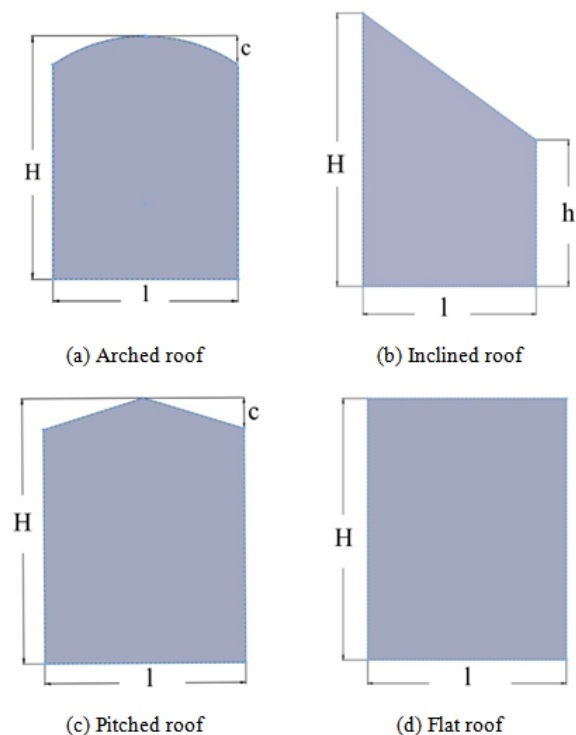 c
H
l
(a) Arched roof
H
h
l
(b) Inclined roof
c
H
l
(c) Pitched roof
H
l
(d) Flat roof